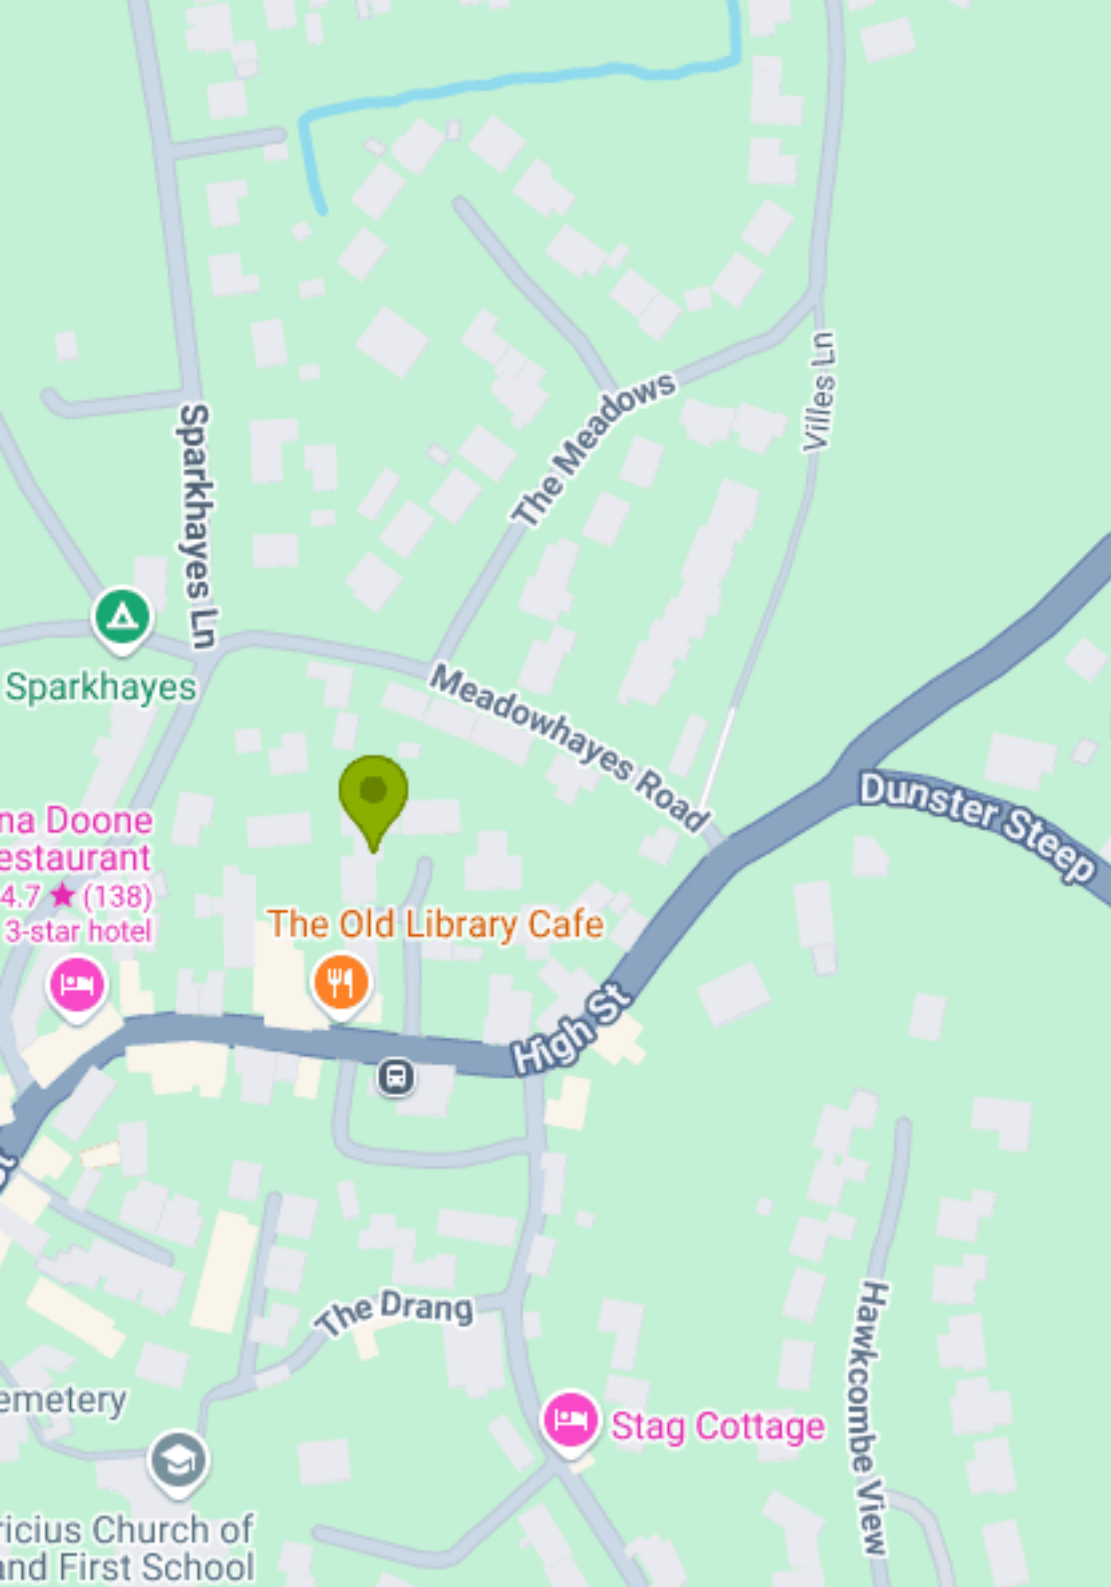 The Meadows
Villes Ln
Sparkhayes Ln
Sparkhayes
Meadowhayes Road
Dunster Steep
na Doone
estaurant
4.7 ★ (138)
3-star hotel
The Old Library Cafe
High St
St
The Drang
Hawkcombe View
emetery
Stag Cottage
ricius Church of
and First School